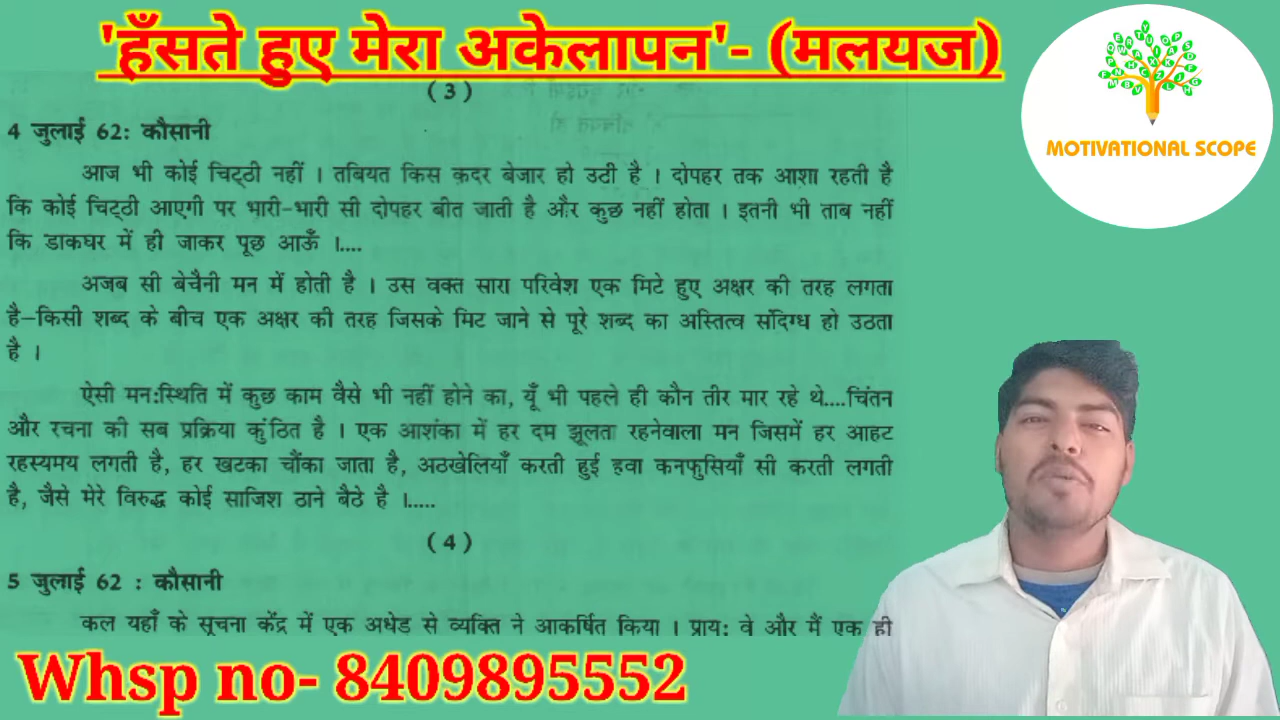 'हँसते हुए मेरा अकेलापन'- (मलयज)
(3)
4 जुलाई 62: कौसानी
आज भी कोई चिट्ठी नहीं । तबियत किस क़दर बेजार हो उठी है । दोपहर तक आशा रहती है
कि कोई चिट्ठी आएगी पर भारी-भारी सी दोपहर बीत जाती है और कुछ नहीं होता । इतनी भी ताब नहीं
कि डाकघर में ही जाकर पूछ आऊँ ।....
अजब सी बेचैनी मन में होती है । उस वक्त सारा परिवेश एक मिटे हुए अक्षर की तरह लगता
है–किसी शब्द के बीच एक अक्षर की तरह जिसके मिट जाने से पूरे शब्द का अस्तित्व संदिग्ध हो उठता
है ।
ऐसी मन:स्थिति में कुछ काम वैसे भी नहीं होने का, यूँ भी पहले ही कौन तीर मार रहे थे....चिंतन
और रचना की सब प्रक्रिया कुंठित है । एक आशंका में हर दम झूलता रहनेवाला मन जिसमें हर आहट
रहस्यमय लगती है, हर खटका चौंका जाता है, अठखेलियाँ करती हुई हवा कनफुसियाँ सी करती लगती
है, जैसे मेरे विरुद्ध कोई साजिश ठाने बैठे है ।.....
(4)
5 जुलाई 62 : कौसानी
कल यहाँ के सूचना केंद्र में एक अधेड़ से व्यक्ति ने आकर्षित किया । प्राय: वे और मैं एक ही
Whsp no- 8409895552
MOTIVATIONAL SCOPE